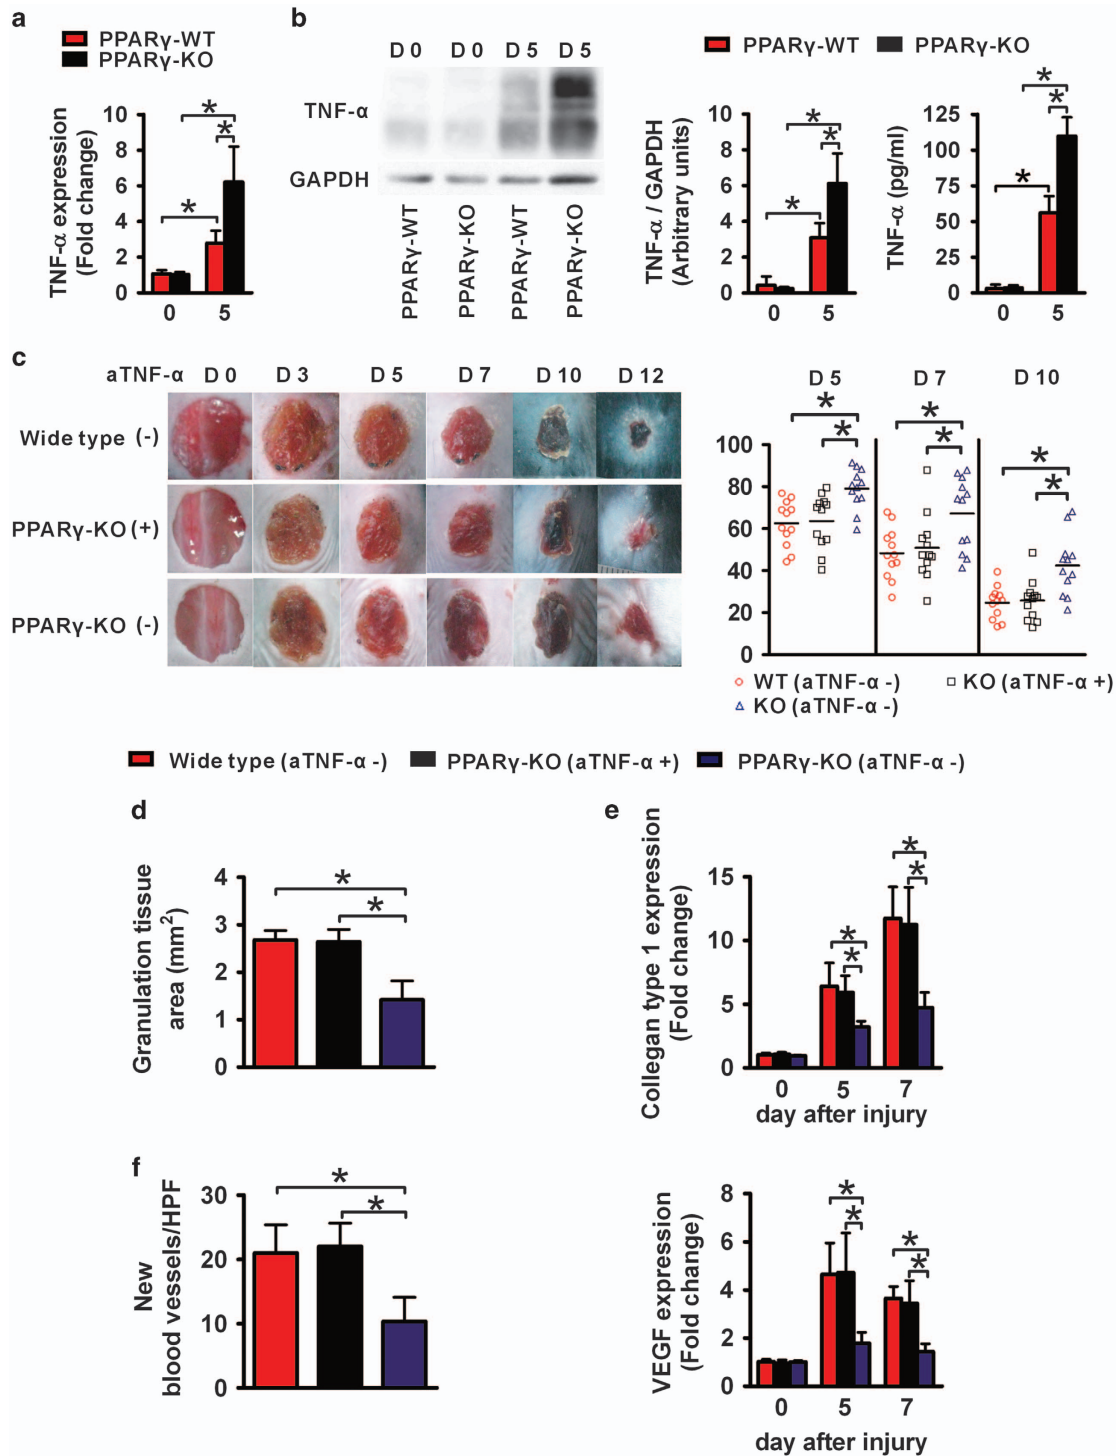 a
PPARγ-WT
PPARγ-KO
TNF-α expression
(Fold change)
10
8
6
4
2
0
0 5
* * *
b
D 0 D 0 D 5 D 5
TNF-α
GAPDH
PPARγ-WT
PPARγ-KO
PPARγ-WT
PPARγ-KO
PPARγ-WT PPARγ-KO
TNF-α / GAPDH
(Arbitrary units)
10
8
6
4
2
0
0 5
* * *
TNF-α (pg/ml)
125
100
75
50
25
0
0 5
* * *
c
aTNF-α D 0 D 3 D 5 D 7 D 10 D 12
Wide type (-)
PPARγ-KO (+)
PPARγ-KO (-)
D 5 D 7 D 10
* * *
* * *
100
80
60
40
20
0
WT (aTNF-α -) KO (aTNF-α +)
KO (aTNF-α -)
Wide type (aTNF-α -) PPARγ-KO (aTNF-α +) PPARγ-KO (aTNF-α -)
d
Granulation tissue
area (mm²)
4
3
2
1
0
* *
e
Collegan type 1 expression
(Fold change)
15
10
5
0
* * * *
0 5 7
day after injury
f
New
blood vessels/HPF
30
20
10
0
* *
VEGF expression
(Fold change)
8
6
4
2
0
* * * *
0 5 7
day after injury